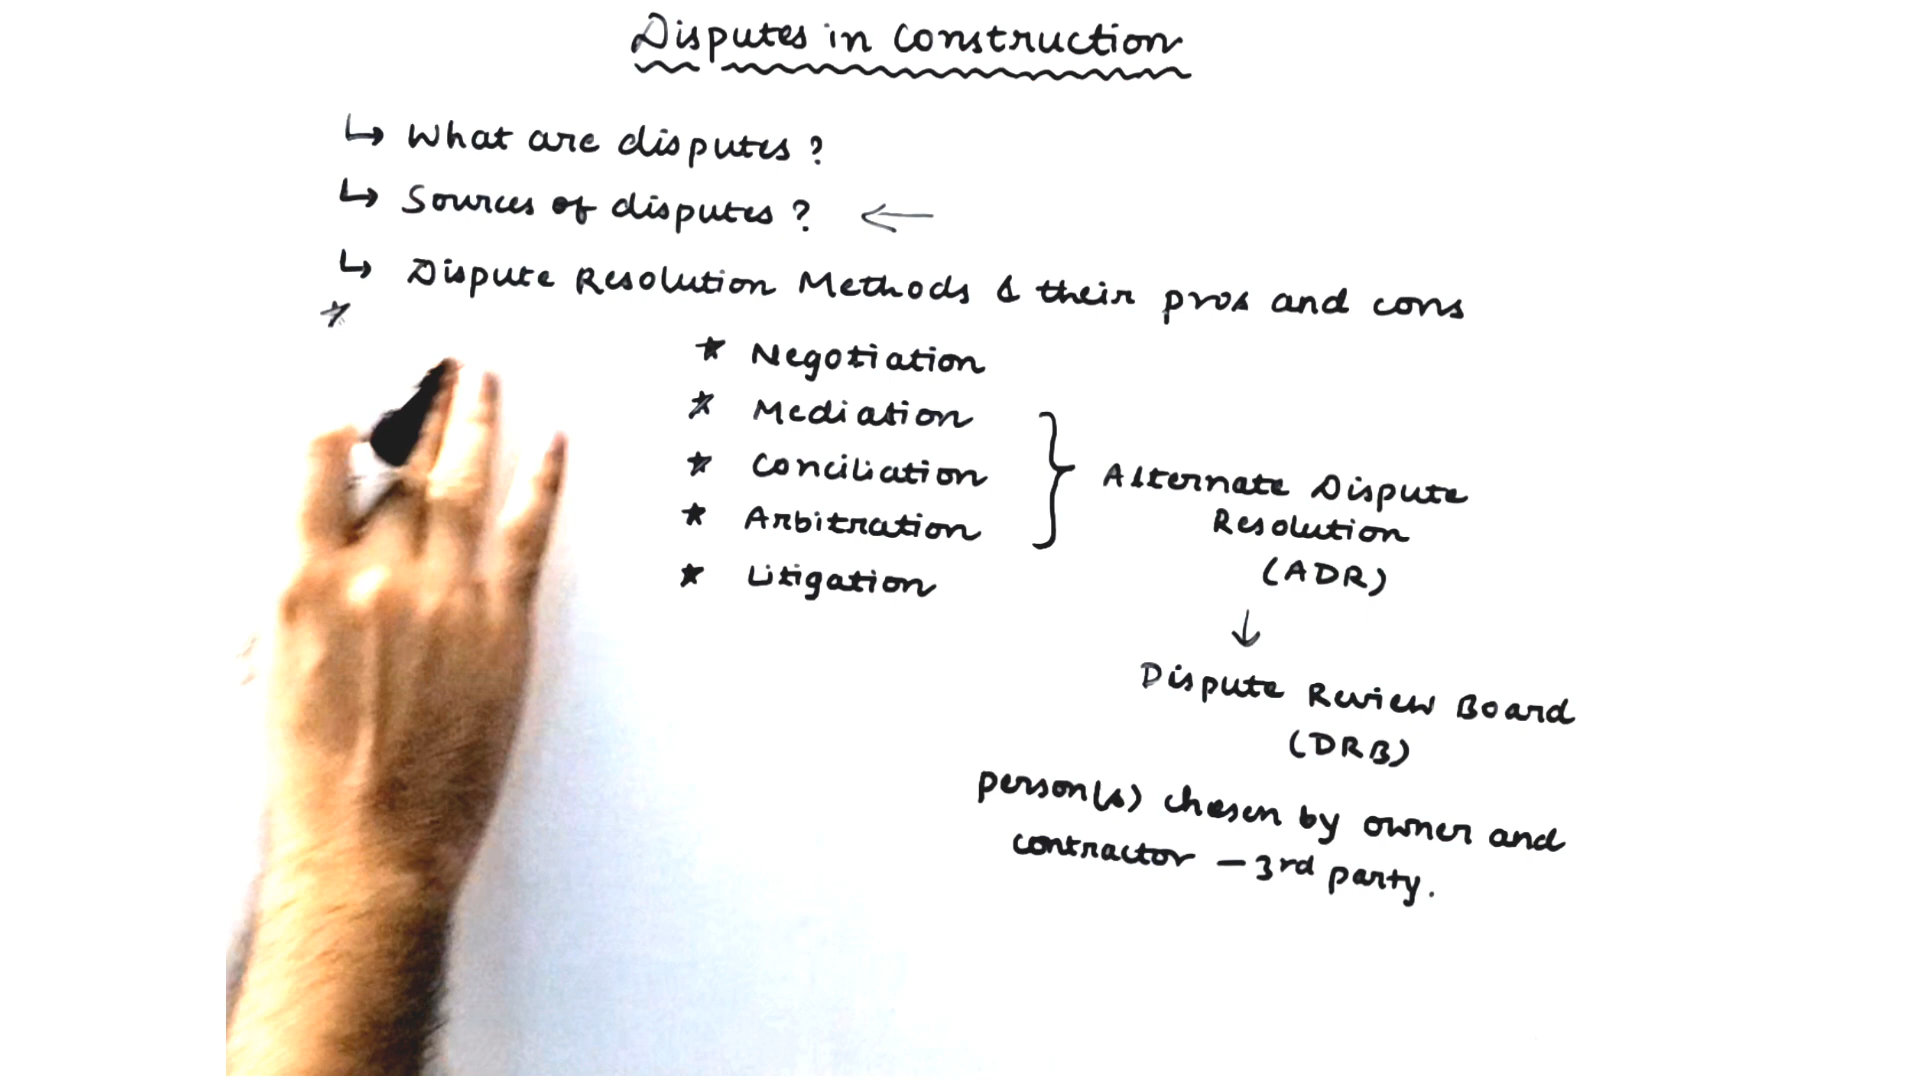 Disputes in Construction
↳ What are disputes ?
↳ Sources of disputes ? ←
↳ Dispute Resolution Methods & their pros and cons
* Negotiation
* Mediation
* Conciliation
* Arbitration
* Litigation
Alternate Dispute
Resolution
(ADR)
↓
Dispute Review Board
(DRB)
person(s) chosen by owner and
contractor - 3rd party.